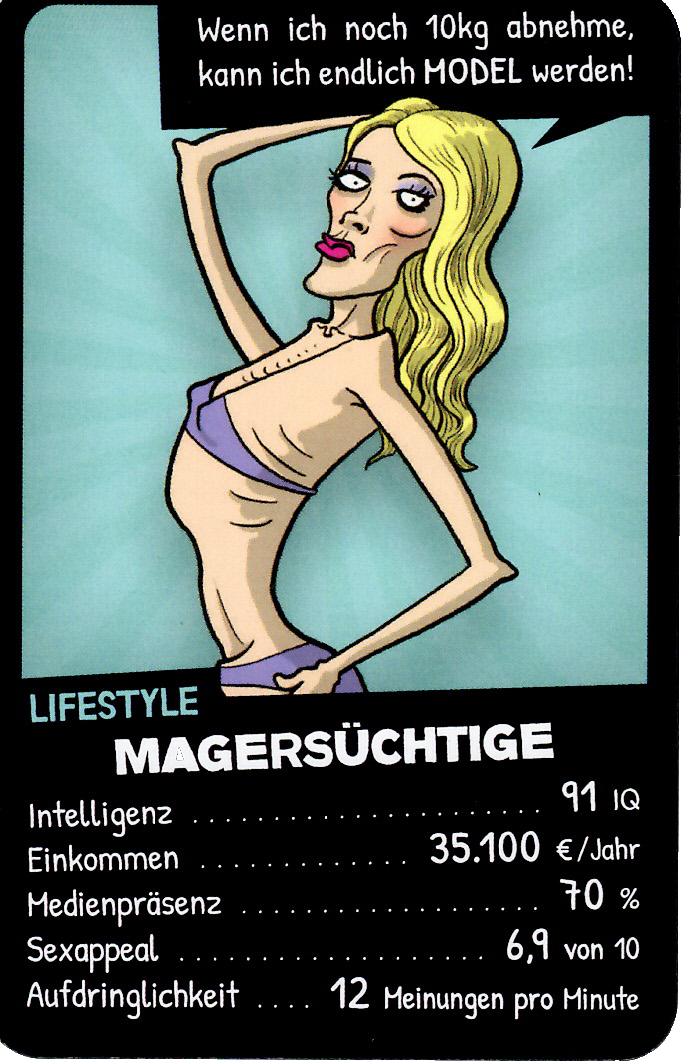 Wenn ich noch 10kg abnehme,
kann ich endlich MODEL werden!
LIFESTYLE
MAGERSÜCHTIGE
Intelligenz ........................ 91 IQ
Einkommen .............. 35.100 €/Jahr
Medienpräsenz .................... 70 %
Sexappeal .................... 6,9 von 10
Aufdringlichkeit .... 12 Meinungen pro Minute